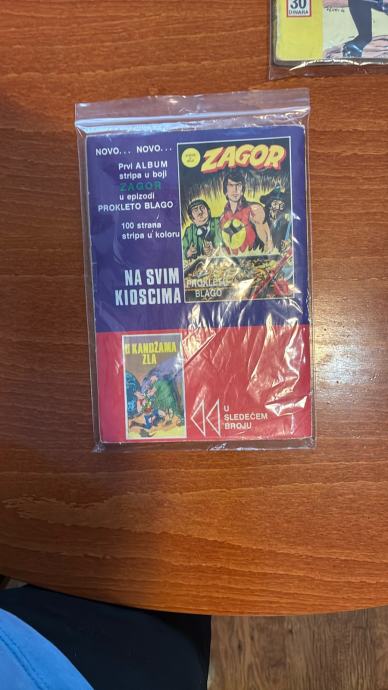 30
DINARA
NOVO... NOVO...
Prvi ALBUM
stripa u boji
ZAGOR
u epizodi
PROKLETO BLAGO
100 strana
stripa u koloru
NA SVIM
KIOSCIMA
ZAGOR
PROKLETO
BLAGO
U KANDŽAMA
ZLA
U
SLEDEĆEM
BROJU